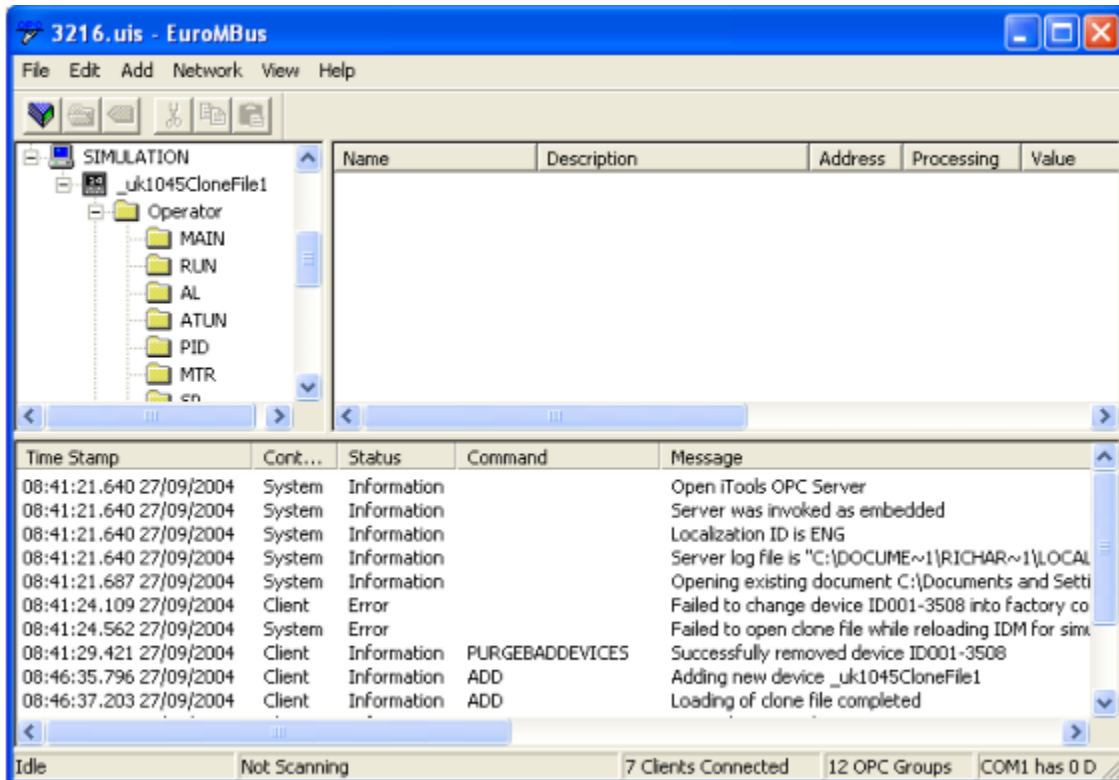 3216.uis - EuroMBus
File Edit Add Network View Help
SIMULATION
_uk1045CloneFile1
Operator
MAIN
RUN
AL
ATUN
PID
MTR
SP
Name Description Address Processing Value
Time Stamp Cont... Status Command Message
08:41:21.640 27/09/2004 System Information Open iTools OPC Server
08:41:21.640 27/09/2004 System Information Server was invoked as embedded
08:41:21.640 27/09/2004 System Information Localization ID is ENG
08:41:21.640 27/09/2004 System Information Server log file is "C:\DOCUME~1\RICHAR~1\LOCAL
08:41:21.687 27/09/2004 System Information Opening existing document C:\Documents and Setti
08:41:24.109 27/09/2004 Client Error Failed to change device ID001-3508 into factory co
08:41:24.562 27/09/2004 System Error Failed to open clone file while reloading IDM for simu
08:41:29.421 27/09/2004 Client Information PURGEBADDEVICES Successfully removed device ID001-3508
08:46:35.796 27/09/2004 Client Information ADD Adding new device _uk1045CloneFile1
08:46:37.203 27/09/2004 Client Information ADD Loading of clone file completed
Idle Not Scanning 7 Clients Connected 12 OPC Groups COM1 has 0 D